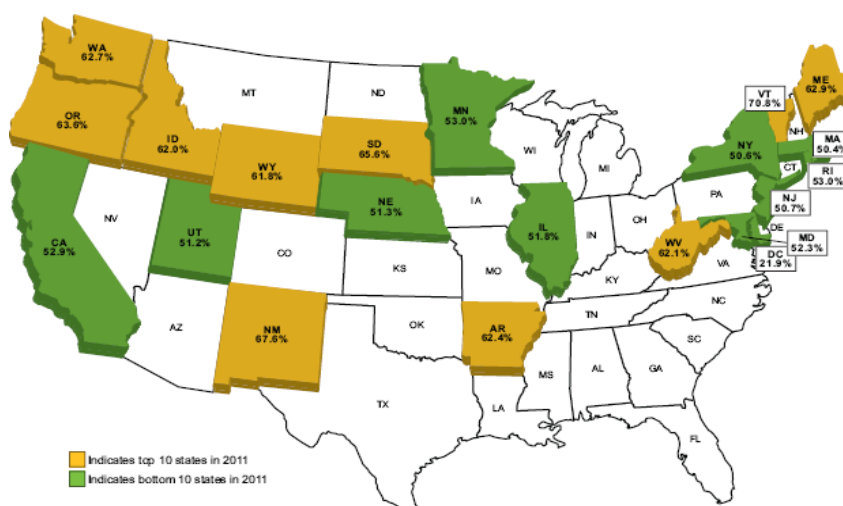 WA
62.7%
MT
ND
MN
53.0%
VT
70.8%
ME
62.9%
OR
63.6%
ID
62.0%
SD
65.6%
WI
NY
50.6%
NH
MA
50.4%
WY
61.8%
MI
CT
RI
53.0%
NE
51.3%
IA
PA
NJ
50.7%
NV
UT
51.2%
IL
51.8%
IN
OH
DE
CA
52.9%
CO
WV
62.1%
MD
52.3%
KS
MO
KY
VA
DC
21.9%
NM
67.6%
AZ
OK
AR
62.4%
TN
NC
SC
TX
LA
MS
AL
GA
FL
Indicates top 10 states in 2011
Indicates bottom 10 states in 2011